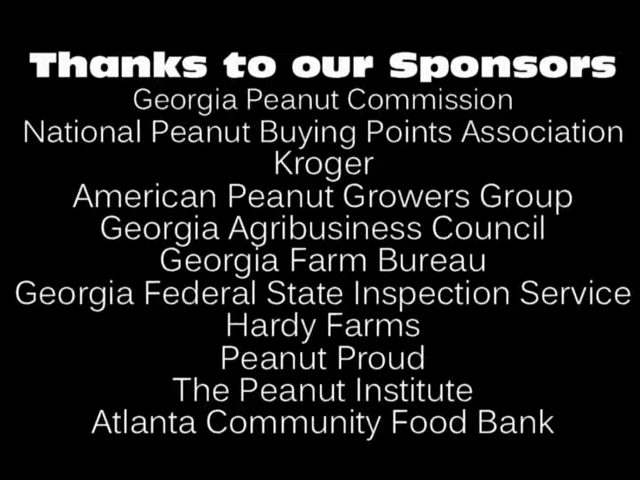 Thanks to our Sponsors
Georgia Peanut Commission
National Peanut Buying Points Association
Kroger
American Peanut Growers Group
Georgia Agribusiness Council
Georgia Farm Bureau
Georgia Federal State Inspection Service
Hardy Farms
Peanut Proud
The Peanut Institute
Atlanta Community Food Bank